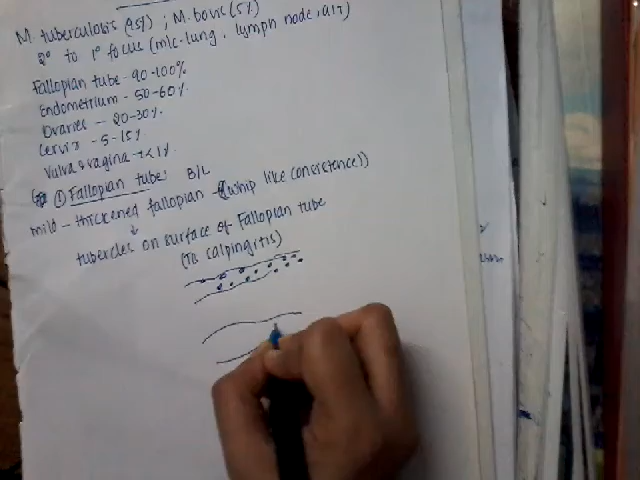 M. tuberculosis (95%) ; M. bovis (5%)
2° to 1° focus (m/c-lung, lymph node, GIT)
Fallopian tube - 90-100%
Endometrium - 50-60%
Ovaries - 20-30%
Cervix - 5-15%
Vulva & vagina → <1%
① Fallopian tube: B/L
mild - thickened fallopian (whip like consistence))
↓
tubercles on surface of Fallopian tube
(TB salpingitis)